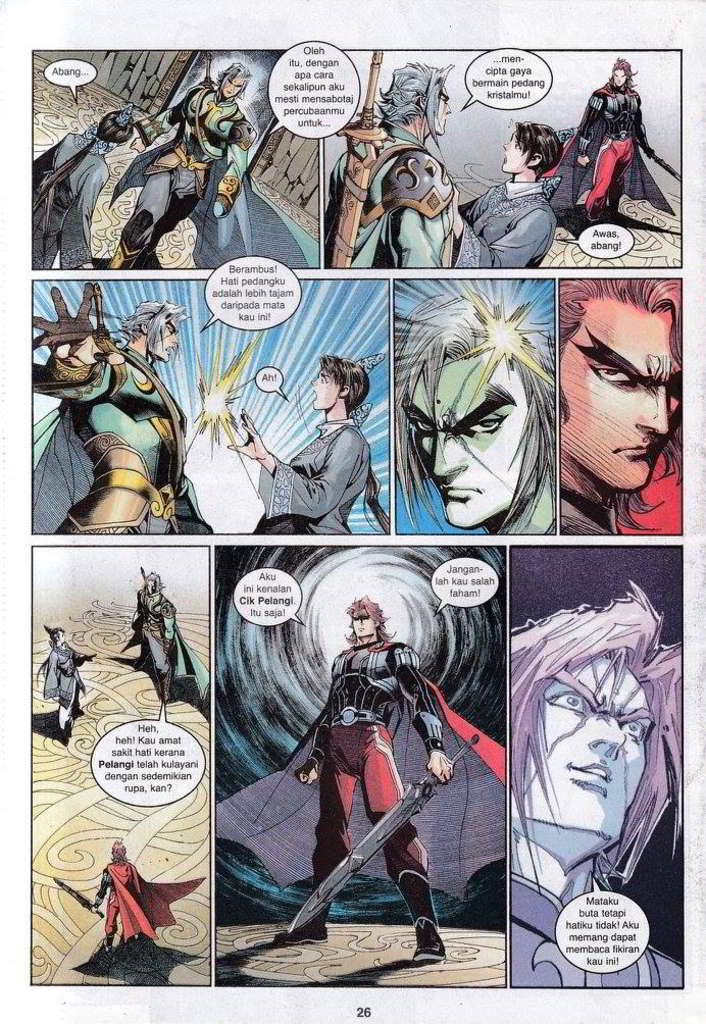 Abang...
Oleh
itu, dengan
apa cara
sekalipun aku
mesti mensabotaj
percubaanmu
untuk...
...men-
cipta gaya
bermain pedang
kristalmu!
Awas,
abang!
Berambus!
Hati pedangku
adalah lebih tajam
daripada mata
kau ini!
Ah!
Heh,
heh! Kau amat
sakit hati kerana
Pelangi telah kulayani
dengan sedemikian
rupa, kan?
Aku
ini kenalan
Cik Pelangi.
Itu saja!
Jangan-
lah kau salah
faham!
Mataku
buta tetapi
hatiku tidak! Aku
memang dapat
membaca fikiran
kau ini!
26